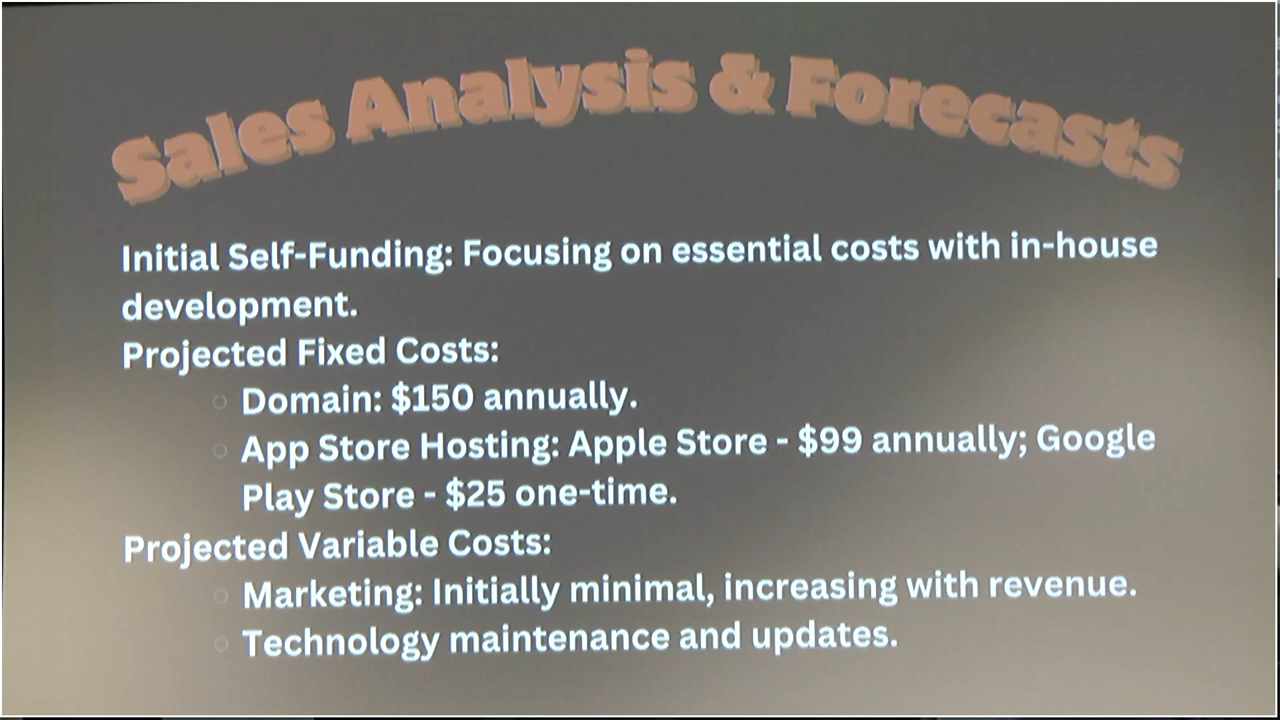 Sales Analysis & Forecasts
Initial Self-Funding: Focusing on essential costs with in-house
development.
Projected Fixed Costs:
Domain: $150 annually.
App Store Hosting: Apple Store - $99 annually; Google
Play Store - $25 one-time.
Projected Variable Costs:
Marketing: Initially minimal, increasing with revenue.
Technology maintenance and updates.